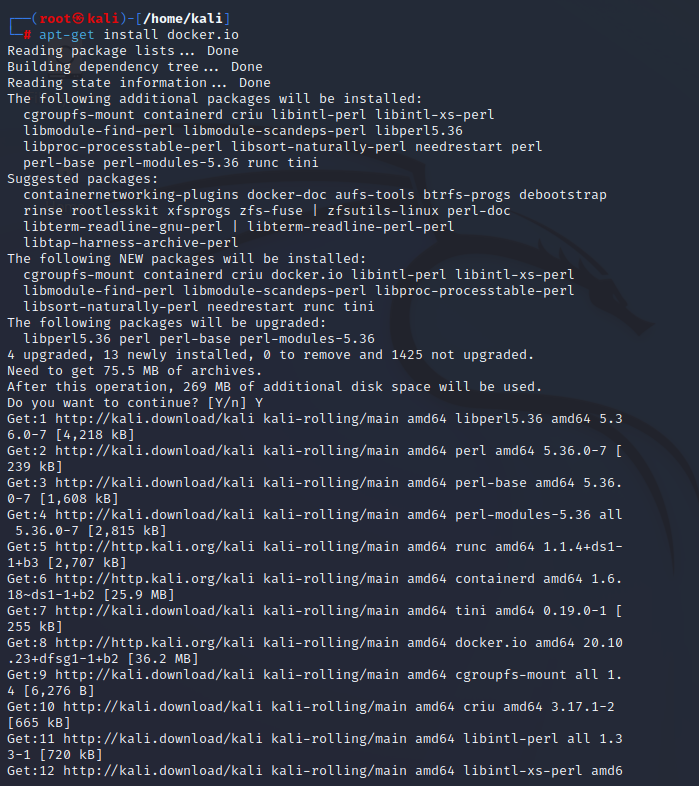 ┌──(root㉿kali)-[/home/kali]
└─# apt-get install docker.io
Reading package lists... Done
Building dependency tree... Done
Reading state information... Done
The following additional packages will be installed:
  cgroupfs-mount containerd criu libintl-perl libintl-xs-perl
  libmodule-find-perl libmodule-scandeps-perl libperl5.36
  libproc-processtable-perl libsort-naturally-perl needrestart perl
  perl-base perl-modules-5.36 runc tini
Suggested packages:
  containernetworking-plugins docker-doc aufs-tools btrfs-progs debootstrap
  rinse rootlesskit xfsprogs zfs-fuse | zfsutils-linux perl-doc
  libterm-readline-gnu-perl | libterm-readline-perl-perl
  libtap-harness-archive-perl
The following NEW packages will be installed:
  cgroupfs-mount containerd criu docker.io libintl-perl libintl-xs-perl
  libmodule-find-perl libmodule-scandeps-perl libproc-processtable-perl
  libsort-naturally-perl needrestart runc tini
The following packages will be upgraded:
  libperl5.36 perl perl-base perl-modules-5.36
4 upgraded, 13 newly installed, 0 to remove and 1425 not upgraded.
Need to get 75.5 MB of archives.
After this operation, 269 MB of additional disk space will be used.
Do you want to continue? [Y/n] Y
Get:1 http://kali.download/kali kali-rolling/main amd64 libperl5.36 amd64 5.3
6.0-7 [4,218 kB]
Get:2 http://kali.download/kali kali-rolling/main amd64 perl amd64 5.36.0-7 [
239 kB]
Get:3 http://kali.download/kali kali-rolling/main amd64 perl-base amd64 5.36.
0-7 [1,608 kB]
Get:4 http://kali.download/kali kali-rolling/main amd64 perl-modules-5.36 all
 5.36.0-7 [2,815 kB]
Get:5 http://http.kali.org/kali kali-rolling/main amd64 runc amd64 1.1.4+ds1-
1+b3 [2,707 kB]
Get:6 http://http.kali.org/kali kali-rolling/main amd64 containerd amd64 1.6.
18~ds1-1+b2 [25.9 MB]
Get:7 http://kali.download/kali kali-rolling/main amd64 tini amd64 0.19.0-1 [
255 kB]
Get:8 http://http.kali.org/kali kali-rolling/main amd64 docker.io amd64 20.10
.23+dfsg1-1+b2 [36.2 MB]
Get:9 http://kali.download/kali kali-rolling/main amd64 cgroupfs-mount all 1.
4 [6,276 B]
Get:10 http://kali.download/kali kali-rolling/main amd64 criu amd64 3.17.1-2
[665 kB]
Get:11 http://kali.download/kali kali-rolling/main amd64 libintl-perl all 1.3
3-1 [720 kB]
Get:12 http://kali.download/kali kali-rolling/main amd64 libintl-xs-perl amd6